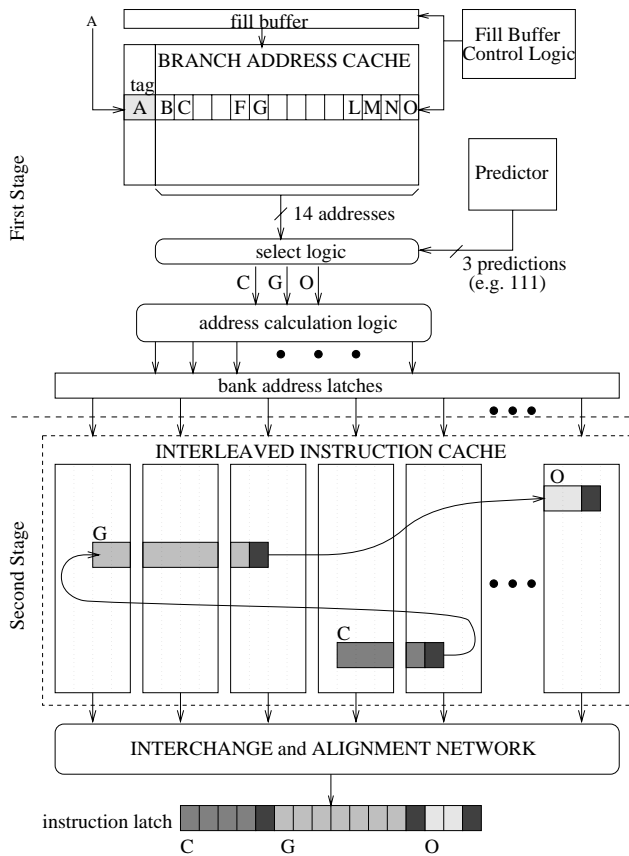 A
fill buffer
Fill Buffer
Control Logic
BRANCH ADDRESS CACHE
tag
A B C F G L M N O
First Stage
Predictor
14 addresses
select logic
3 predictions
(e.g. 111)
C G O
address calculation logic
bank address latches
INTERLEAVED INSTRUCTION CACHE
O
G
Second Stage
C
INTERCHANGE and ALIGNMENT NETWORK
instruction latch
C G O